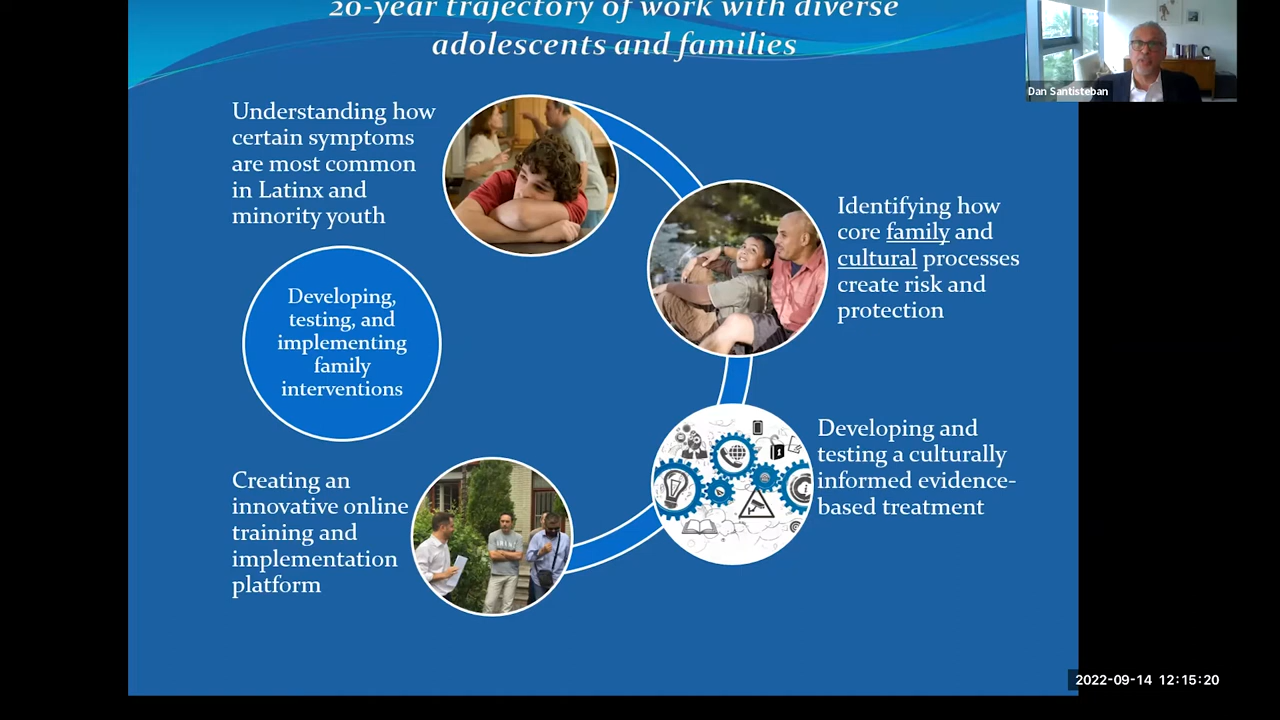 20-year trajectory of work with diverse
adolescents and families
Dan Santisteban
Understanding how
certain symptoms
are most common
in Latinx and
minority youth
Identifying how
core family and
cultural processes
create risk and
protection
Developing,
testing, and
implementing
family
interventions
Developing and
testing a culturally
informed evidence-
based treatment
Creating an
innovative online
training and
implementation
platform
2022-09-14 12:15:20